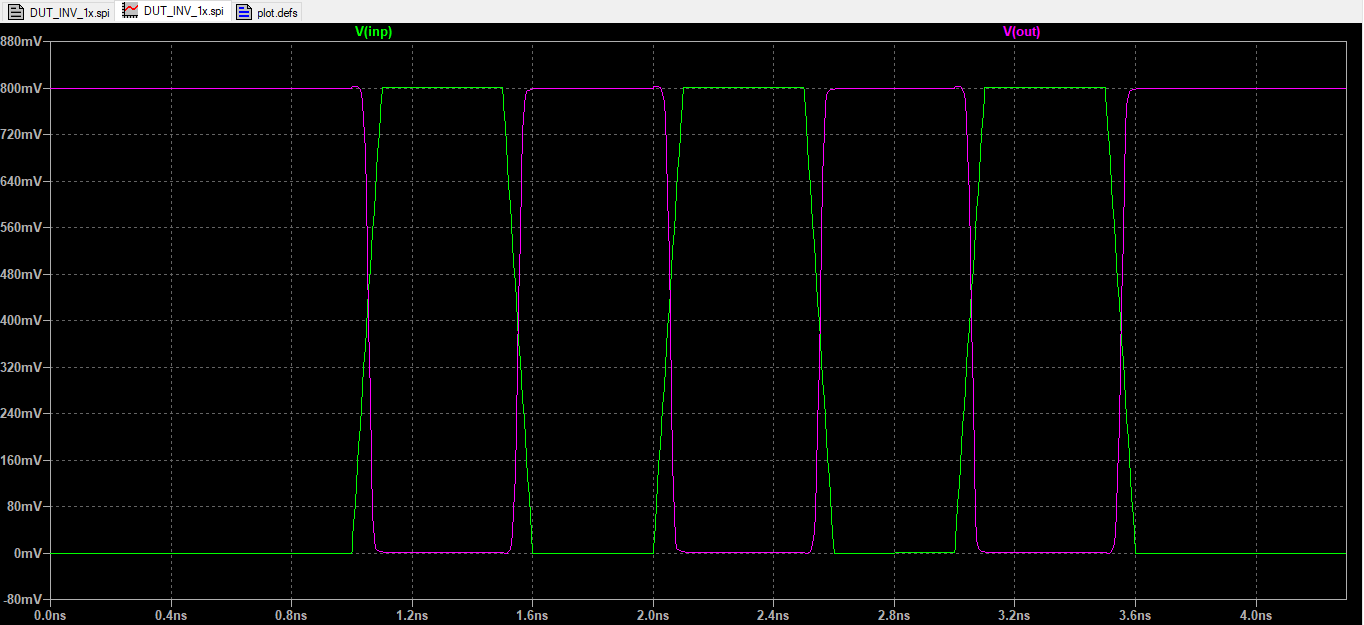 DUT_INV_1x.spi DUT_INV_1x.spi plot.defs
V(inp) V(out)
880mV
800mV
720mV
640mV
560mV
480mV
400mV
320mV
240mV
160mV
80mV
0mV
-80mV
0.0ns 0.4ns 0.8ns 1.2ns 1.6ns 2.0ns 2.4ns 2.8ns 3.2ns 3.6ns 4.0ns